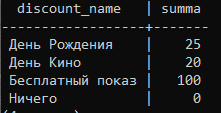 discount_name | summa
---------------+-------
День Рождения | 25
День Кино | 20
Бесплатный показ | 100
Ничего | 0